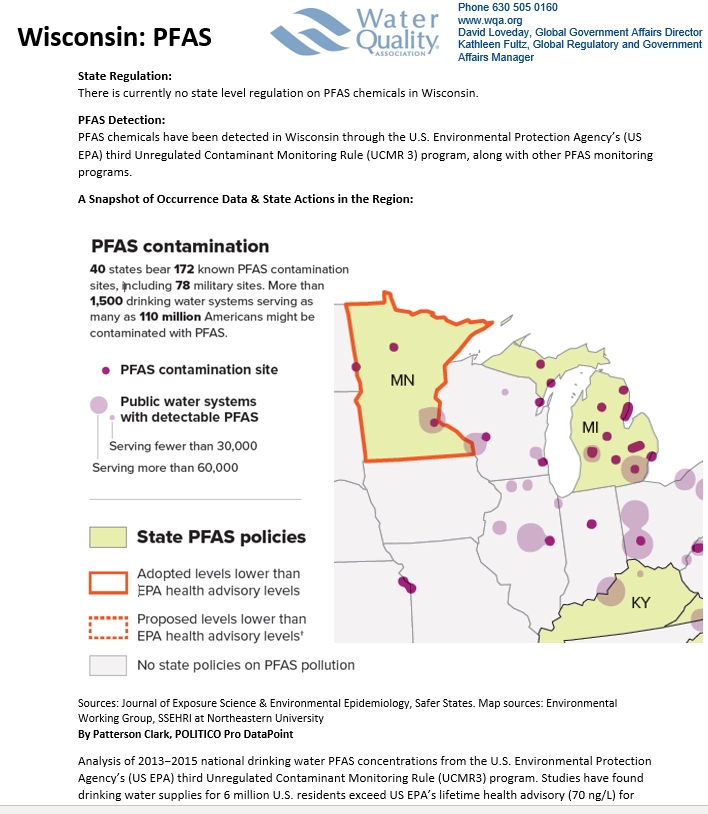 Wisconsin: PFAS
Water
Quality
ASSOCIATION
Phone 630 505 0160
www.wqa.org
David Loveday, Global Government Affairs Director
Kathleen Fultz, Global Regulatory and Government
Affairs Manager
State Regulation:
There is currently no state level regulation on PFAS chemicals in Wisconsin.
PFAS Detection:
PFAS chemicals have been detected in Wisconsin through the U.S. Environmental Protection Agency's (US
EPA) third Unregulated Contaminant Monitoring Rule (UCMR 3) program, along with other PFAS monitoring
programs.
A Snapshot of Occurrence Data & State Actions in the Region:
PFAS contamination
40 states bear 172 known PFAS contamination
sites, including 78 military sites. More than
1,500 drinking water systems serving as
many as 110 million Americans might be
contaminated with PFAS.
PFAS contamination site
Public water systems
with detectable PFAS
Serving fewer than 30,000
Serving more than 60,000
State PFAS policies
Adopted levels lower than
EPA health advisory levels
Proposed levels lower than
EPA health advisory levels†
No state policies on PFAS pollution
MN
MI
KY
Sources: Journal of Exposure Science & Environmental Epidemiology, Safer States. Map sources: Environmental
Working Group, SSEHRI at Northeastern University
By Patterson Clark, POLITICO Pro DataPoint
Analysis of 2013–2015 national drinking water PFAS concentrations from the U.S. Environmental Protection
Agency's (US EPA) third Unregulated Contaminant Monitoring Rule (UCMR3) program. Studies have found
drinking water supplies for 6 million U.S. residents exceed US EPA's lifetime health advisory (70 ng/L) for